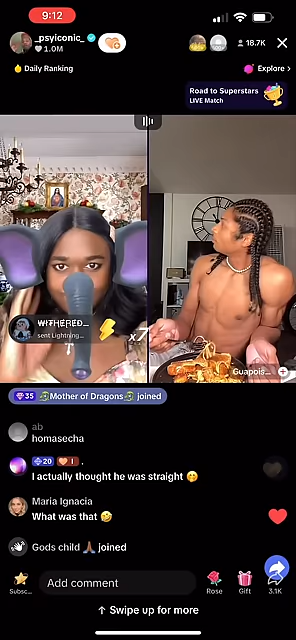 9:12
_psyiconic_
1.0M
18.7K
Daily Ranking
Explore >
Road to Superstars
LIVE Match
WITHERED_
sent Lightning...
x7
Guapois...
35 Mother of Dragons joined
ab
homasecha
20 I .
I actually thought he was straight 🤭
Maria Ignacia
What was that 🤣
Gods child 🙏🏾 joined
Subsc...
Add comment
Rose
Gift
3.1K
↑ Swipe up for more